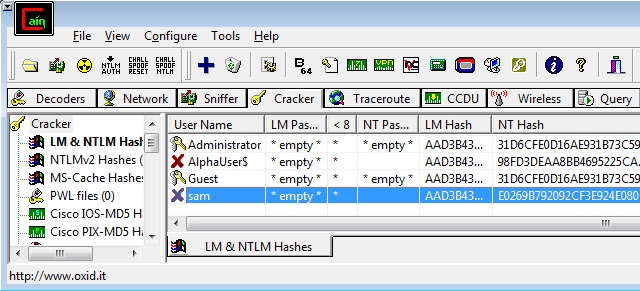 Cain
File View Configure Tools Help
NTLM AUTH CHALL SPOOF RESET CHALL SPOOF NTLM B64
Decoders Network Sniffer Cracker Traceroute CCDU Wireless Query
Cracker
LM & NTLM Hash
NTLMv2 Hashes (
MS-Cache Hashes
PWL files (0)
Cisco IOS-MD5 H
Cisco PIX-MD5 H
User Name LM Pas... < 8 NT Pas... LM Hash NT Hash
Administrator * empty * * * empty * AAD3B43... 31D6CFE0D16AE931B73C59
AlphaUser$ * empty * * AAD3B43... 98FD3DEAA8BB4695225CA
Guest * empty * * * empty * AAD3B43... 31D6CFE0D16AE931B73C59
sam * empty * * AAD3B43... E0269B792092CF3E924E080
LM & NTLM Hashes
http://www.oxid.it